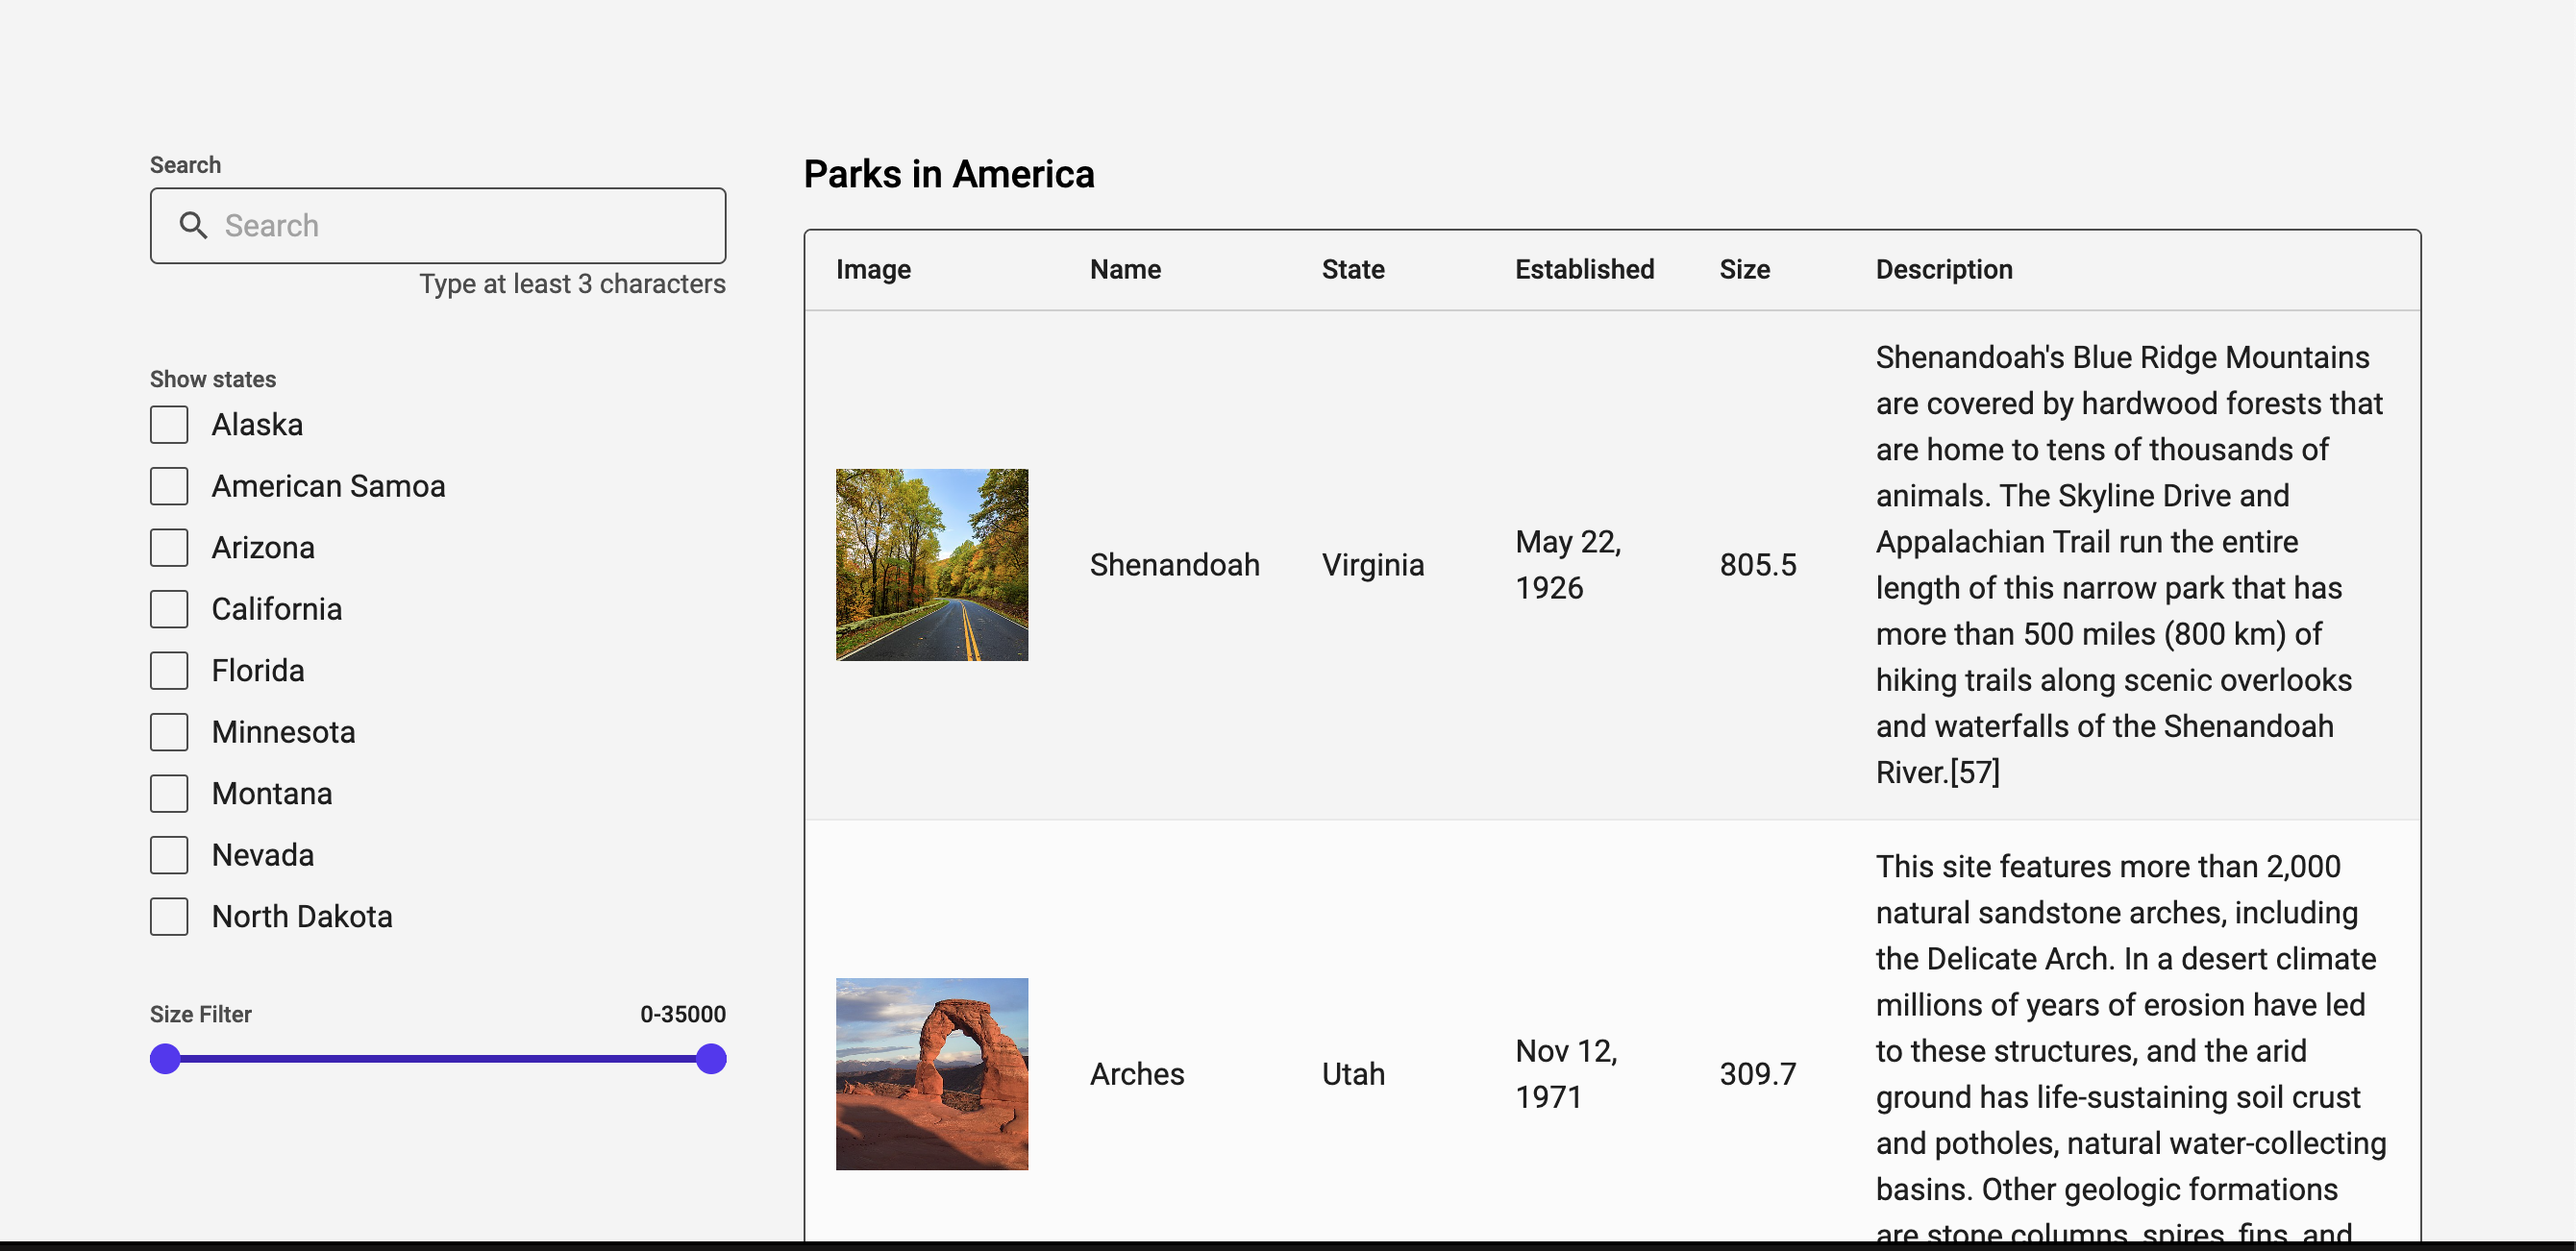 Search
Search
Type at least 3 characters
Show states
Alaska
American Samoa
Arizona
California
Florida
Minnesota
Montana
Nevada
North Dakota
Size Filter 0-35000
Parks in America
Image Name State Established Size Description
Shenandoah Virginia May 22,
1926 805.5
Shenandoah's Blue Ridge Mountains
are covered by hardwood forests that
are home to tens of thousands of
animals. The Skyline Drive and
Appalachian Trail run the entire
length of this narrow park that has
more than 500 miles (800 km) of
hiking trails along scenic overlooks
and waterfalls of the Shenandoah
River.[57]
Arches Utah Nov 12,
1971 309.7
This site features more than 2,000
natural sandstone arches, including
the Delicate Arch. In a desert climate
millions of years of erosion have led
to these structures, and the arid
ground has life-sustaining soil crust
and potholes, natural water-collecting
basins. Other geologic formations
are stone columns, spires, fins, and